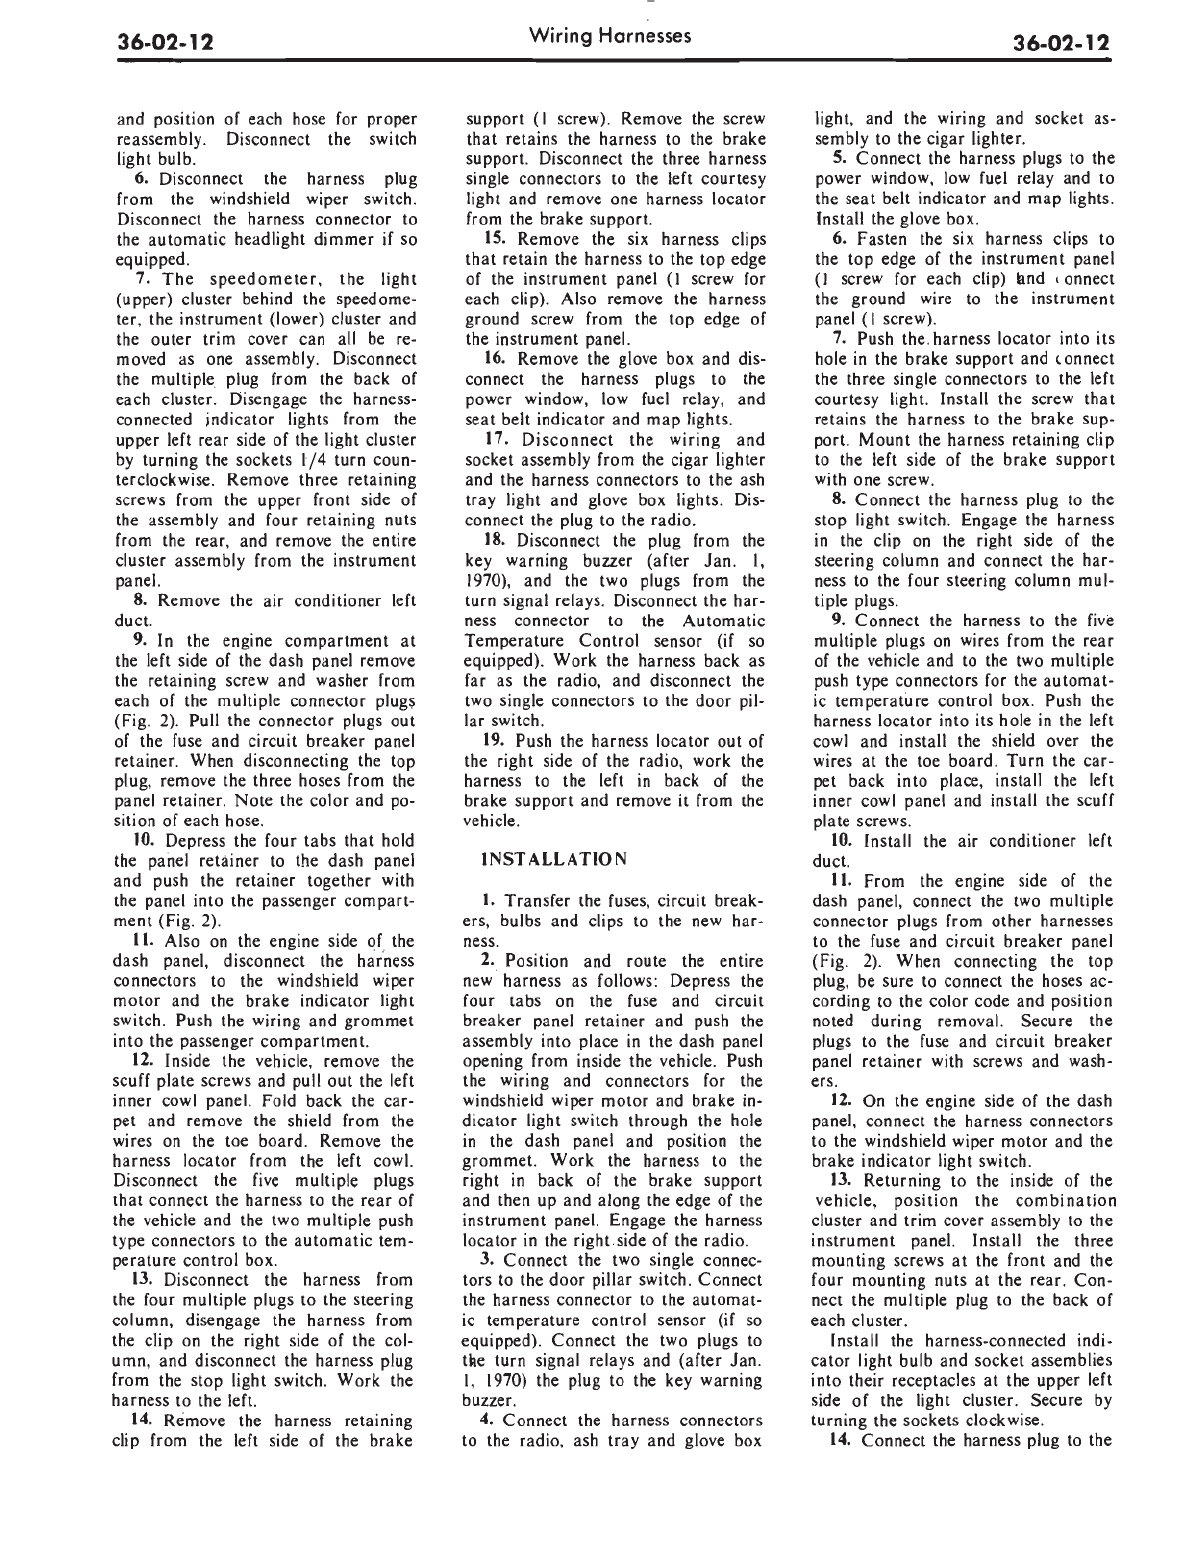 36-02-12
Wiring Harnesses
36-02-12
and position of each hose for proper
reassembly. Disconnect the switch
light bulb.
6. Disconnect the harness plug
from the windshield wiper switch.
Disconnect the harness connector to
the automatic headlight dimmer if so
equipped.
7. The speedometer, the light
(upper) cluster behind the speedome-
ter, the instrument (lower) cluster and
the outer trim cover can all be re-
moved as one assembly. Disconnect
the multiple plug from the back of
each cluster. Disengage the harness-
connected indicator lights from the
upper left rear side of the light cluster
by turning the sockets 1/4 turn coun-
terclockwise. Remove three retaining
screws from the upper front side of
the assembly and four retaining nuts
from the rear, and remove the entire
cluster assembly from the instrument
panel.
8. Remove the air conditioner left
duct.
9. In the engine compartment at
the left side of the dash panel remove
the retaining screw and washer from
each of the multiple connector plugs
(Fig. 2). Pull the connector plugs out
of the fuse and circuit breaker panel
retainer. When disconnecting the top
plug, remove the three hoses from the
panel retainer. Note the color and po-
sition of each hose.
10. Depress the four tabs that hold
the panel retainer to the dash panel
and push the retainer together with
the panel into the passenger compart-
ment (Fig. 2).
11. Also on the engine side of the
dash panel, disconnect the harness
connectors to the windshield wiper
motor and the brake indicator light
switch. Push the wiring and grommet
into the passenger compartment.
12. Inside the vehicle, remove the
scuff plate screws and pull out the left
inner cowl panel. Fold back the car-
pet and remove the shield from the
wires on the toe board. Remove the
harness locator from the left cowl.
Disconnect the five multiple plugs
that connect the harness to the rear of
the vehicle and the two multiple push
type connectors to the automatic tem-
perature control box.
13. Disconnect the harness from
the four multiple plugs to the steering
column, disengage the harness from
the clip on the right side of the col-
umn, and disconnect the harness plug
from the stop light switch. Work the
harness to the left.
14. Remove the harness retaining
clip from the left side of the brake
support (1 screw). Remove the screw
that retains the harness to the brake
support. Disconnect the three harness
single connectors to the left courtesy
light and remove one harness locator
from the brake support.
15. Remove the six harness clips
that retain the harness to the top edge
of the instrument panel (1 screw for
each clip). Also remove the harness
ground screw from the top edge of
the instrument panel.
16. Remove the glove box and dis-
connect the harness plugs to the
power window, low fuel relay, and
seat belt indicator and map lights.
17. Disconnect the wiring and
socket assembly from the cigar lighter
and the harness connectors to the ash
tray light and glove box lights. Dis-
connect the plug to the radio.
18. Disconnect the plug from the
key warning buzzer (after Jan. 1,
1970), and the two plugs from the
turn signal relays. Disconnect the har-
ness connector to the Automatic
Temperature Control sensor (if so
equipped). Work the harness back as
far as the radio, and disconnect the
two single connectors to the door pil-
lar switch.
19. Push the harness locator out of
the right side of the radio, work the
harness to the left in back of the
brake support and remove it from the
vehicle.
INSTALLATION
1. Transfer the fuses, circuit break-
ers, bulbs and clips to the new har-
ness.
2. Position and route the entire
new harness as follows: Depress the
four tabs on the fuse and circuit
breaker panel retainer and push the
assembly into place in the dash panel
opening from inside the vehicle. Push
the wiring and connectors for the
windshield wiper motor and brake in-
dicator light switch through the hole
in the dash panel and position the
grommet. Work the harness to the
right in back of the brake support
and then up and along the edge of the
instrument panel. Engage the harness
locator in the right side of the radio.
3. Connect the two single connec-
tors to the door pillar switch. Connect
the harness connector to the automat-
ic temperature control sensor (if so
equipped). Connect the two plugs to
the turn signal relays and (after Jan.
1, 1970) the plug to the key warning
buzzer.
4. Connect the harness connectors
to the radio, ash tray and glove box
light, and the wiring and socket as-
sembly to the cigar lighter.
5. Connect the harness plugs to the
power window, low fuel relay and to
the seat belt indicator and map lights.
Install the glove box.
6. Fasten the six harness clips to
the top edge of the instrument panel
(1 screw for each clip) and connect
the ground wire to the instrument
panel (1 screw).
7. Push the harness locator into its
hole in the brake support and connect
the three single connectors to the left
courtesy light. Install the screw that
retains the harness to the brake sup-
port. Mount the harness retaining clip
to the left side of the brake support
with one screw.
8. Connect the harness plug to the
stop light switch. Engage the harness
in the clip on the right side of the
steering column and connect the har-
ness to the four steering column mul-
tiple plugs.
9. Connect the harness to the five
multiple plugs on wires from the rear
of the vehicle and to the two multiple
push type connectors for the automat-
ic temperature control box. Push the
harness locator into its hole in the left
cowl and install the shield over the
wires at the toe board. Turn the car-
pet back into place, install the left
inner cowl panel and install the scuff
plate screws.
10. Install the air conditioner left
duct.
11. From the engine side of the
dash panel, connect the two multiple
connector plugs from other harnesses
to the fuse and circuit breaker panel
(Fig. 2). When connecting the top
plug, be sure to connect the hoses ac-
cording to the color code and position
noted during removal. Secure the
plugs to the fuse and circuit breaker
panel retainer with screws and wash-
ers.
12. On the engine side of the dash
panel, connect the harness connectors
to the windshield wiper motor and the
brake indicator light switch.
13. Returning to the inside of the
vehicle, position the combination
cluster and trim cover assembly to the
instrument panel. Install the three
mounting screws at the front and the
four mounting nuts at the rear. Con-
nect the multiple plug to the back of
each cluster.
Install the harness-connected indi-
cator light bulb and socket assemblies
into their receptacles at the upper left
side of the light cluster. Secure by
turning the sockets clockwise.
14. Connect the harness plug to the